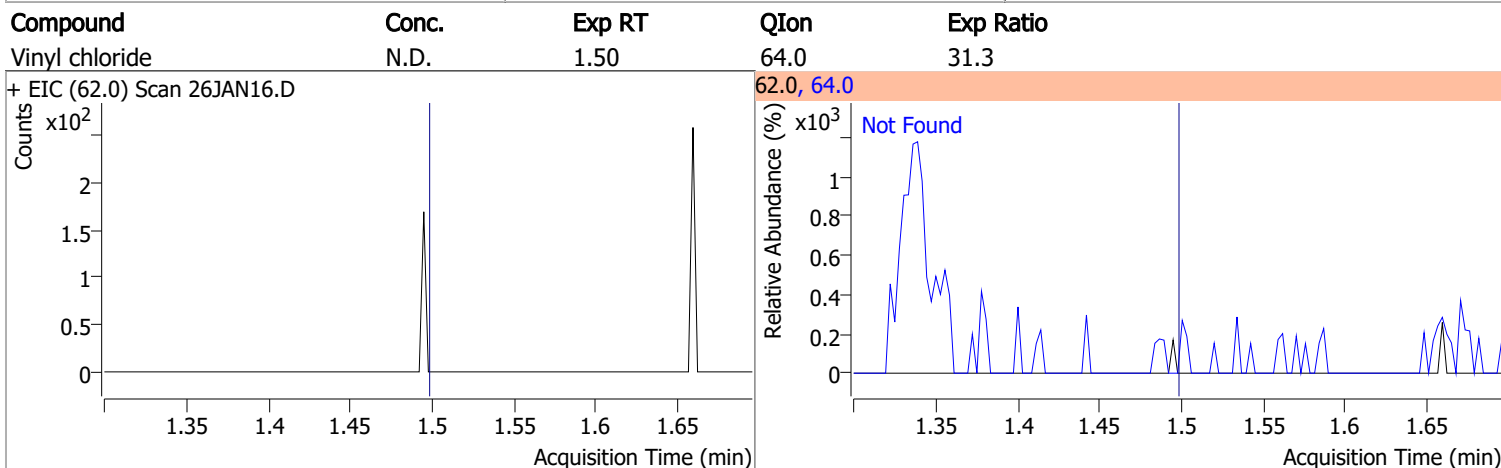 Compound Conc. Exp RT QIon Exp Ratio
Vinyl chloride N.D. 1.50 64.0 31.3
+ EIC (62.0) Scan 26JAN16.D
Counts
x10²
2
1.5
1
0.5
0
1.35 1.4 1.45 1.5 1.55 1.6 1.65
Acquisition Time (min)
62.0, 64.0
Relative Abundance (%)
x10³
Not Found
1
0.8
0.6
0.4
0.2
0
1.35 1.4 1.45 1.5 1.55 1.6 1.65
Acquisition Time (min)